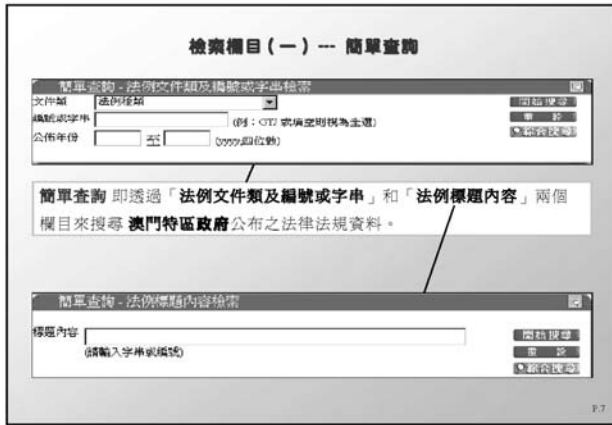 檢索欄目(一) --- 簡單查詢
簡單查詢 - 法例文件類及編號或字串檢索
文件類 法例種類
開始搜尋
編號或字串 (例:GTJ 或填空則視為全選)
重 設
公佈年份 至 (yyyy四位數)
綜合搜尋
簡單查詢 即透過「法例文件類及編號或字串」和「法例標題內容」兩個
欄目來搜尋 澳門特區政府公布之法律法規資料。
簡單查詢 - 法例標題內容檢索
標題內容
開始搜尋
(請輸入字串或編號)
重 設
綜合搜尋
P.7